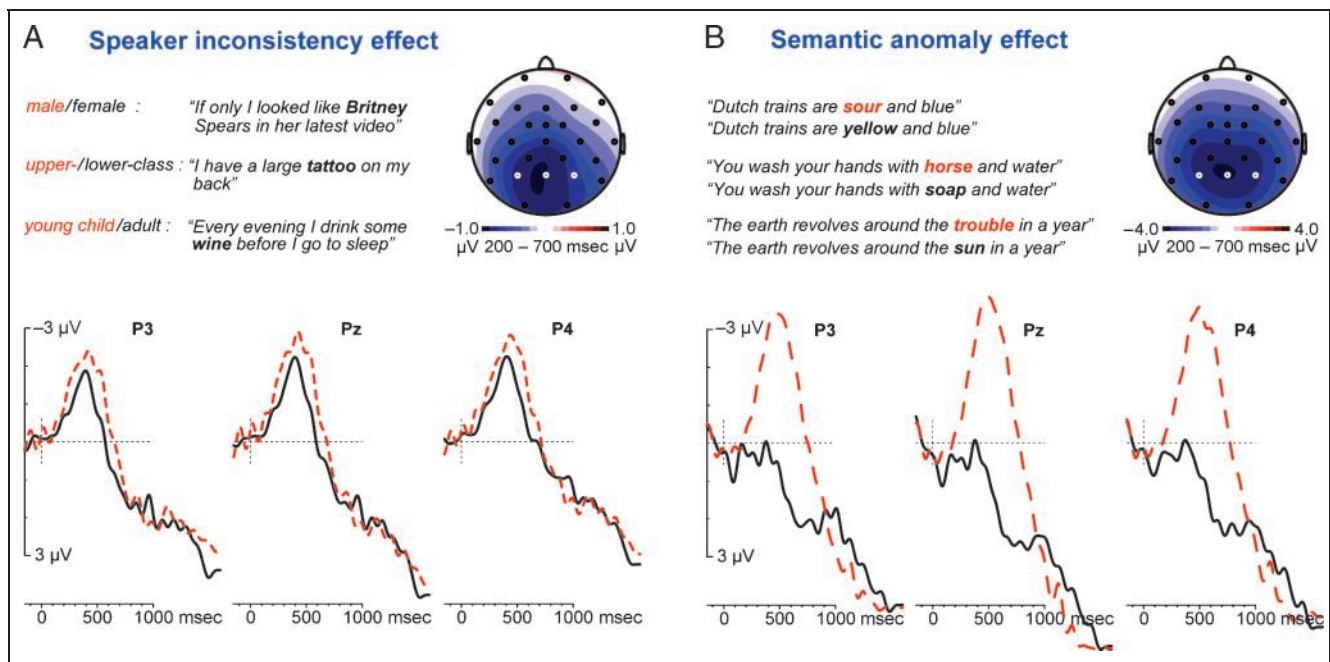 A Speaker inconsistency effect
male/female : "If only I looked like Britney
Spears in her latest video"
upper-/lower-class : "I have a large tattoo on my
back"
young child/adult : "Every evening I drink some
wine before I go to sleep"
–1.0 1.0
µV 200 – 700 msec µV
–3 µV P3 Pz P4
3 µV
0 500 1000 0 500 1000 0 500 1000 msec
B Semantic anomaly effect
"Dutch trains are sour and blue"
"Dutch trains are yellow and blue"
"You wash your hands with horse and water"
"You wash your hands with soap and water"
"The earth revolves around the trouble in a year"
"The earth revolves around the sun in a year"
–4.0 4.0
µV 200 – 700 msec µV
–3 µV P3 Pz P4
3 µV
0 500 1000 0 500 1000 0 500 1000 msec